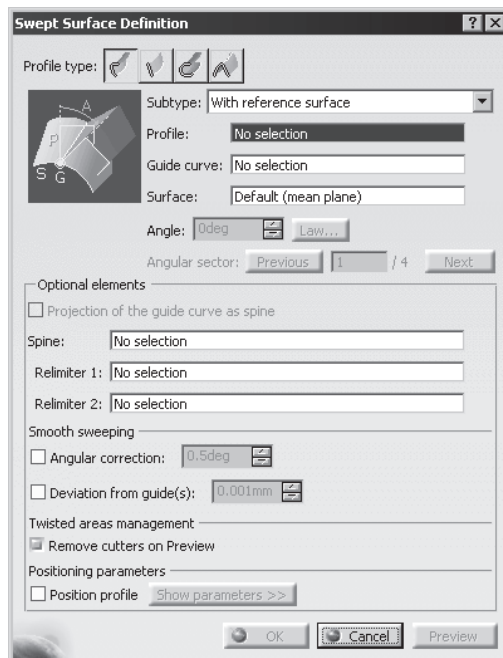 Swept Surface Definition
Profile type:
Subtype: With reference surface
Profile: No selection
Guide curve: No selection
Surface: Default (mean plane)
Angle: 0deg Law...
Angular sector: Previous 1 / 4 Next
Optional elements
Projection of the guide curve as spine
Spine: No selection
Relimiter 1: No selection
Relimiter 2: No selection
Smooth sweeping
Angular correction: 0.5deg
Deviation from guide(s): 0.001mm
Twisted areas management
Remove cutters on Preview
Positioning parameters
Position profile Show parameters >>
OK Cancel Preview
A
P
S G